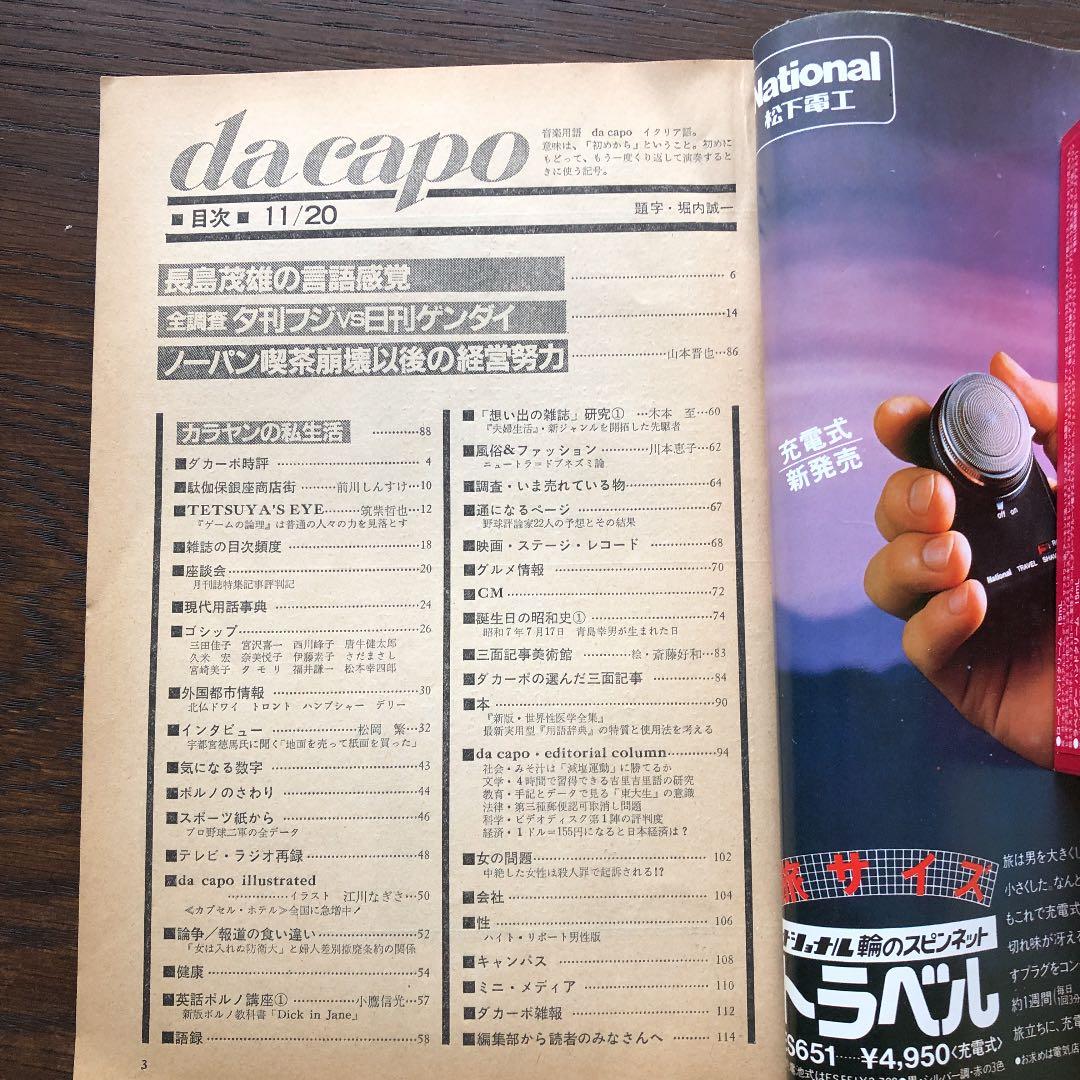 da capo
音楽用語 da capo イタリア語。
意味は、「初めから」ということ。初めに
もどって、もう一度くり返して演奏すると
きに使う記号。
■目次■ 11/20
題字・堀内誠一
長島茂雄の言語感覚 6
全調査 夕刊フジVS日刊ゲンダイ 14
ノーパン喫茶崩壊以後の経営努力 山本晋也…86
カラヤンの私生活 88
■ダカーポ時評 4
■駄伽保銀座商店街 前川しんすけ…10
■TETSUYA'S EYE 筑紫哲也…12
『ゲームの論理』は普通の人々の力を見落とす
■雑誌の目次頻度 18
■座談会 20
月刊誌特集記事評判記
■現代用話事典 24
■ゴシップ 26
三田佳子 宮沢喜一 西川峰子 唐牛健太郎
久米 宏 奈美悦子 伊藤素子 さだまさし
宮崎美子 タモリ 福井謙一 松本幸四郎
■外国都市情報 30
北仏ドワイ トロント ハンプシャー デリー
■インタビュー 松岡 繁…32
宇都宮徳馬氏に聞く「地面を売って紙面を買った」
■気になる数字 43
■ポルノのさわり 44
■スポーツ紙から 46
プロ野球二軍の全データ
■テレビ・ラジオ再録 48
■da capo illustrated
イラスト 江川なぎさ…50
≪カプセル・ホテル≫全国に急増中！
■論争／報道の食い違い 52
『女は入れぬ防衛大』と婦人差別撤廃条約の関係
■健康 54
■英話ポルノ講座① 小鷹信光…57
新版ポルノ教科書「Dick in Jane」
■語録 58
3
■「想い出の雑誌」研究① …木本 至…60
『夫婦生活』・新ジャンルを開拓した先駆者
■風俗&ファッション 川本恵子…62
ニュートラ＝ドブネズミ論
■調査・いま売れている物 64
■通になるページ 67
野球評論家22人の予想とその結果
■映画・ステージ・レコード 68
■グルメ情報 70
■CM 72
■誕生日の昭和史① 74
昭和7年7月17日 青島幸男が生まれた日
■三面記事美術館 絵・斎藤好和…83
■ダカーポの選んだ三面記事 84
■本 90
『新版・世界性医学全集』
最新実用型『用語辞典』の特質と使用法を考える
■da capo・editorial column 94
社会・みそ汁は「減塩運動」に勝てるか
文学・4時間で習得できる吉里吉里語の研究
教育・手記とデータで見る「東大生」の意識
法律・第三種郵便認可取消し問題
科学・ビデオディスク第1陣の評判度
経済・1ドル＝155円になると日本経済は？
■女の問題 102
中絶した女性は殺人罪で起訴される!?
■会社 104
■性 106
ハイト・リポート男性版
■キャンパス 108
■ミニ・メディア 110
■ダカーポ雑報 112
■編集部から読者のみなさんへ 114
National
松下電工
充電式
新発売
off on
National TRAVEL SHAV
旅サイズ
ショナル 輪のスピンネット
トラベル
ES651 ¥4,950〈充電式〉
旅は男を大きくし
小さくした。なんと
もこれで充電式
切れ味が冴え
すプラグをコン
約1週間(毎日1回3分
旅立ちに、充電
●お求めは電気店